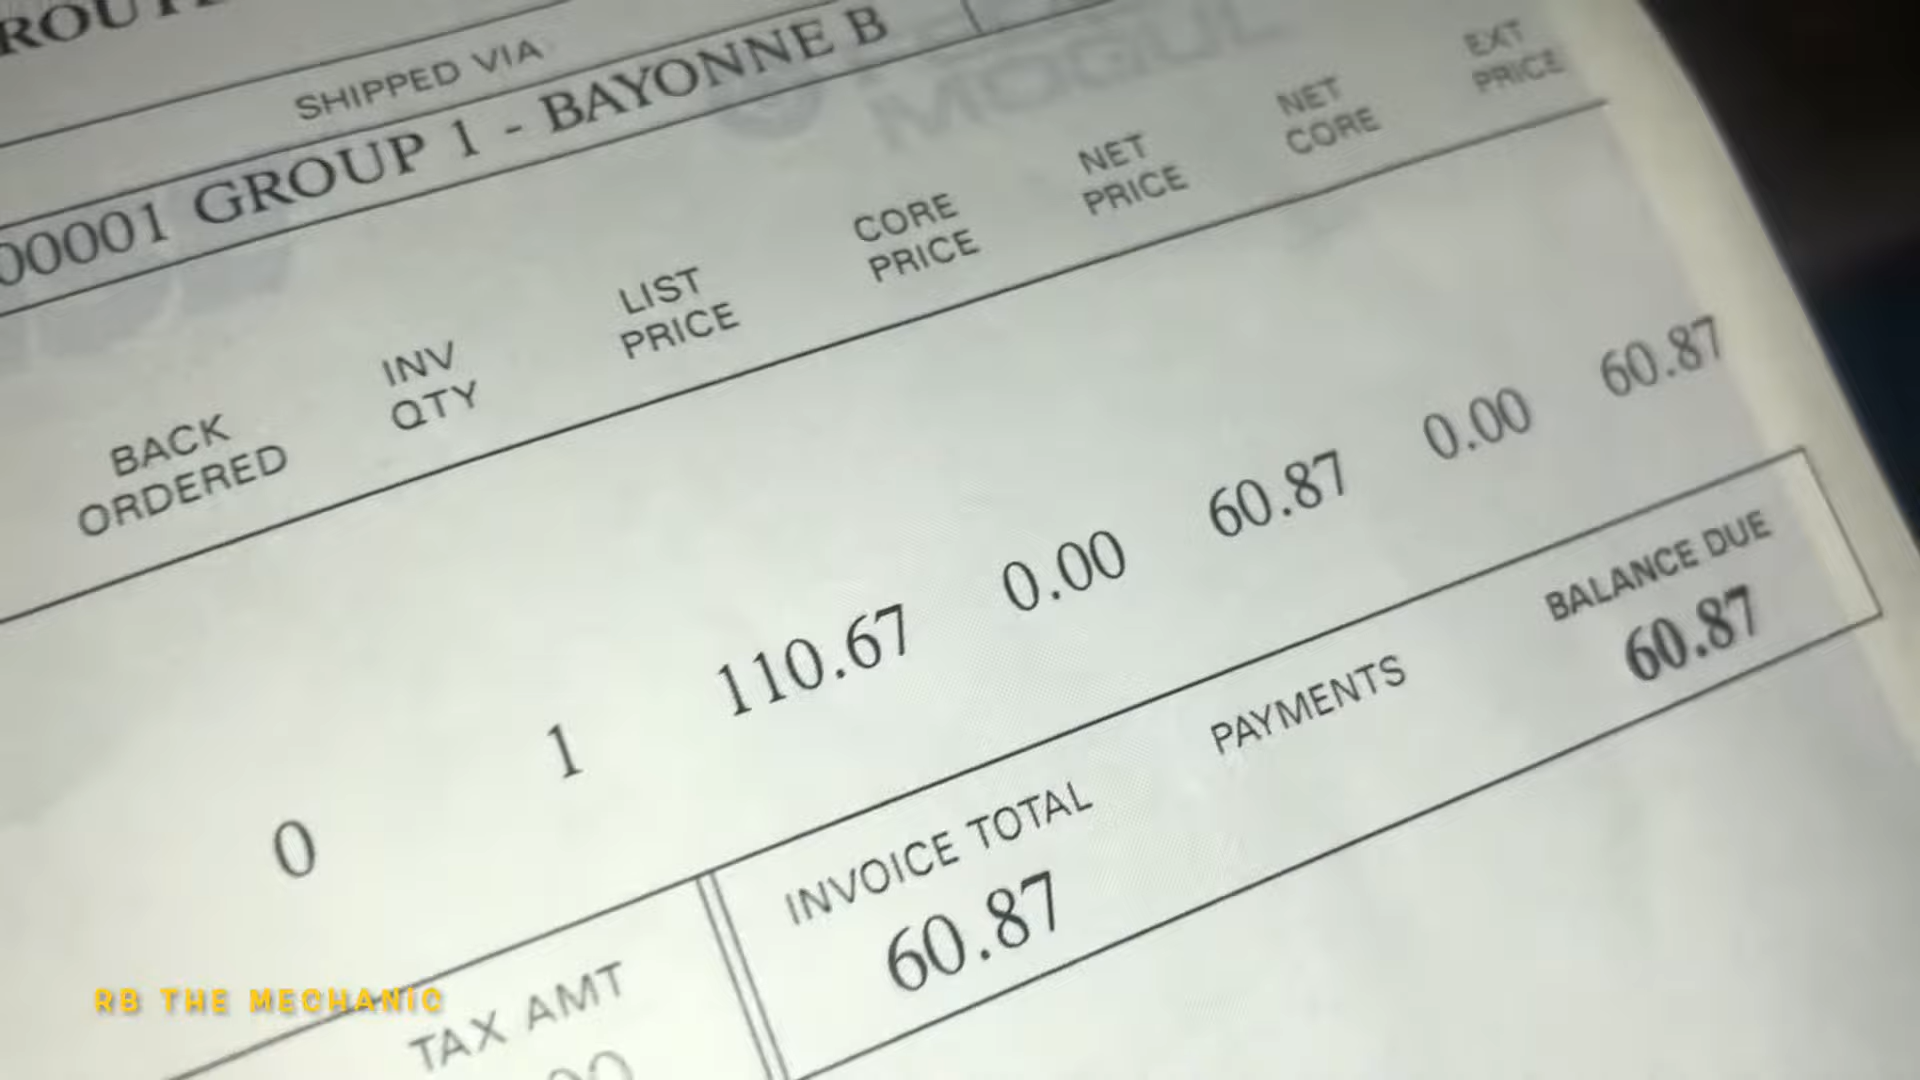 SHIPPED VIA
00001 GROUP 1 - BAYONNE B
MOGUL
BACK ORDERED
INV QTY
LIST PRICE
CORE PRICE
NET PRICE
NET CORE
EXT PRICE
0 1 110.67 0.00 60.87 0.00 60.87
TAX AMT
INVOICE TOTAL
60.87
PAYMENTS
BALANCE DUE
60.87
RB THE MECHANIC